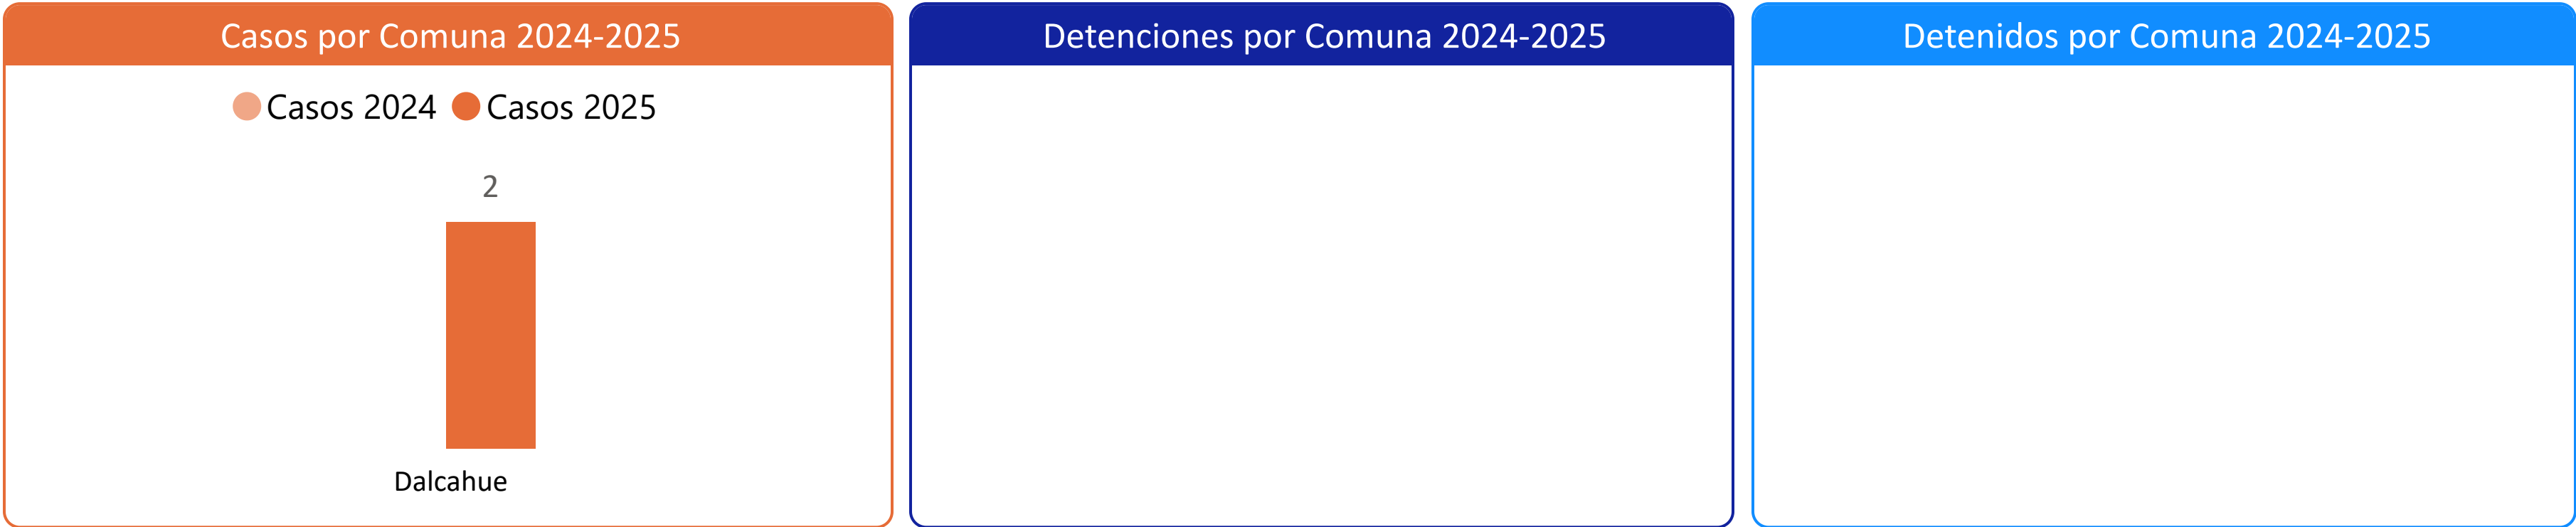 Casos por Comuna 2024-2025
Casos 2024 Casos 2025
2
Dalcahue
Detenciones por Comuna 2024-2025
Detenidos por Comuna 2024-2025